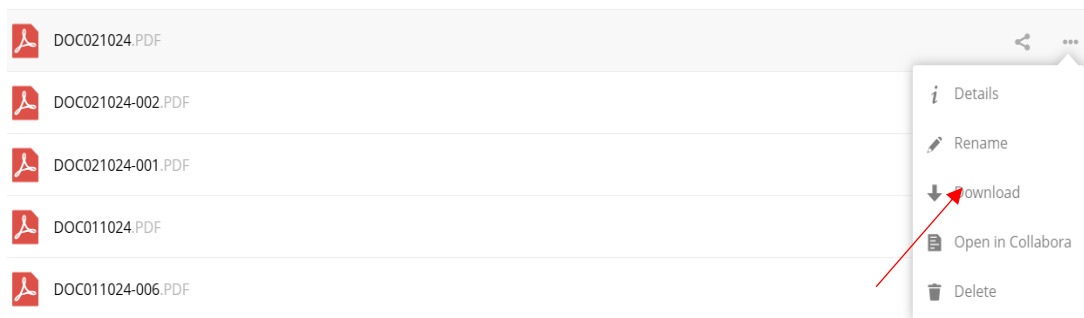 DOC021024.PDF
Details
DOC021024-002.PDF
Rename
DOC021024-001.PDF
Download
DOC011024.PDF
Open in Collabora
DOC011024-006.PDF
Delete